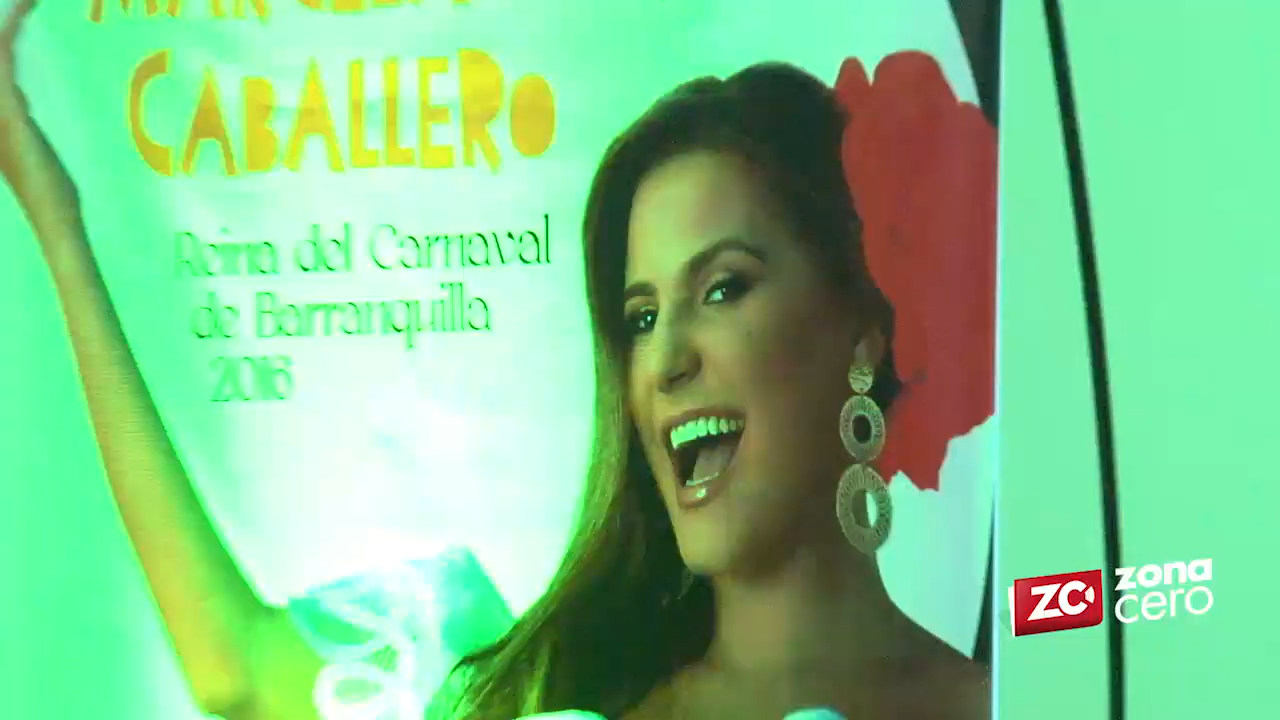 CABALLERO
Reina del Carnaval
de Barranquilla
2016
ZC
zona
cero